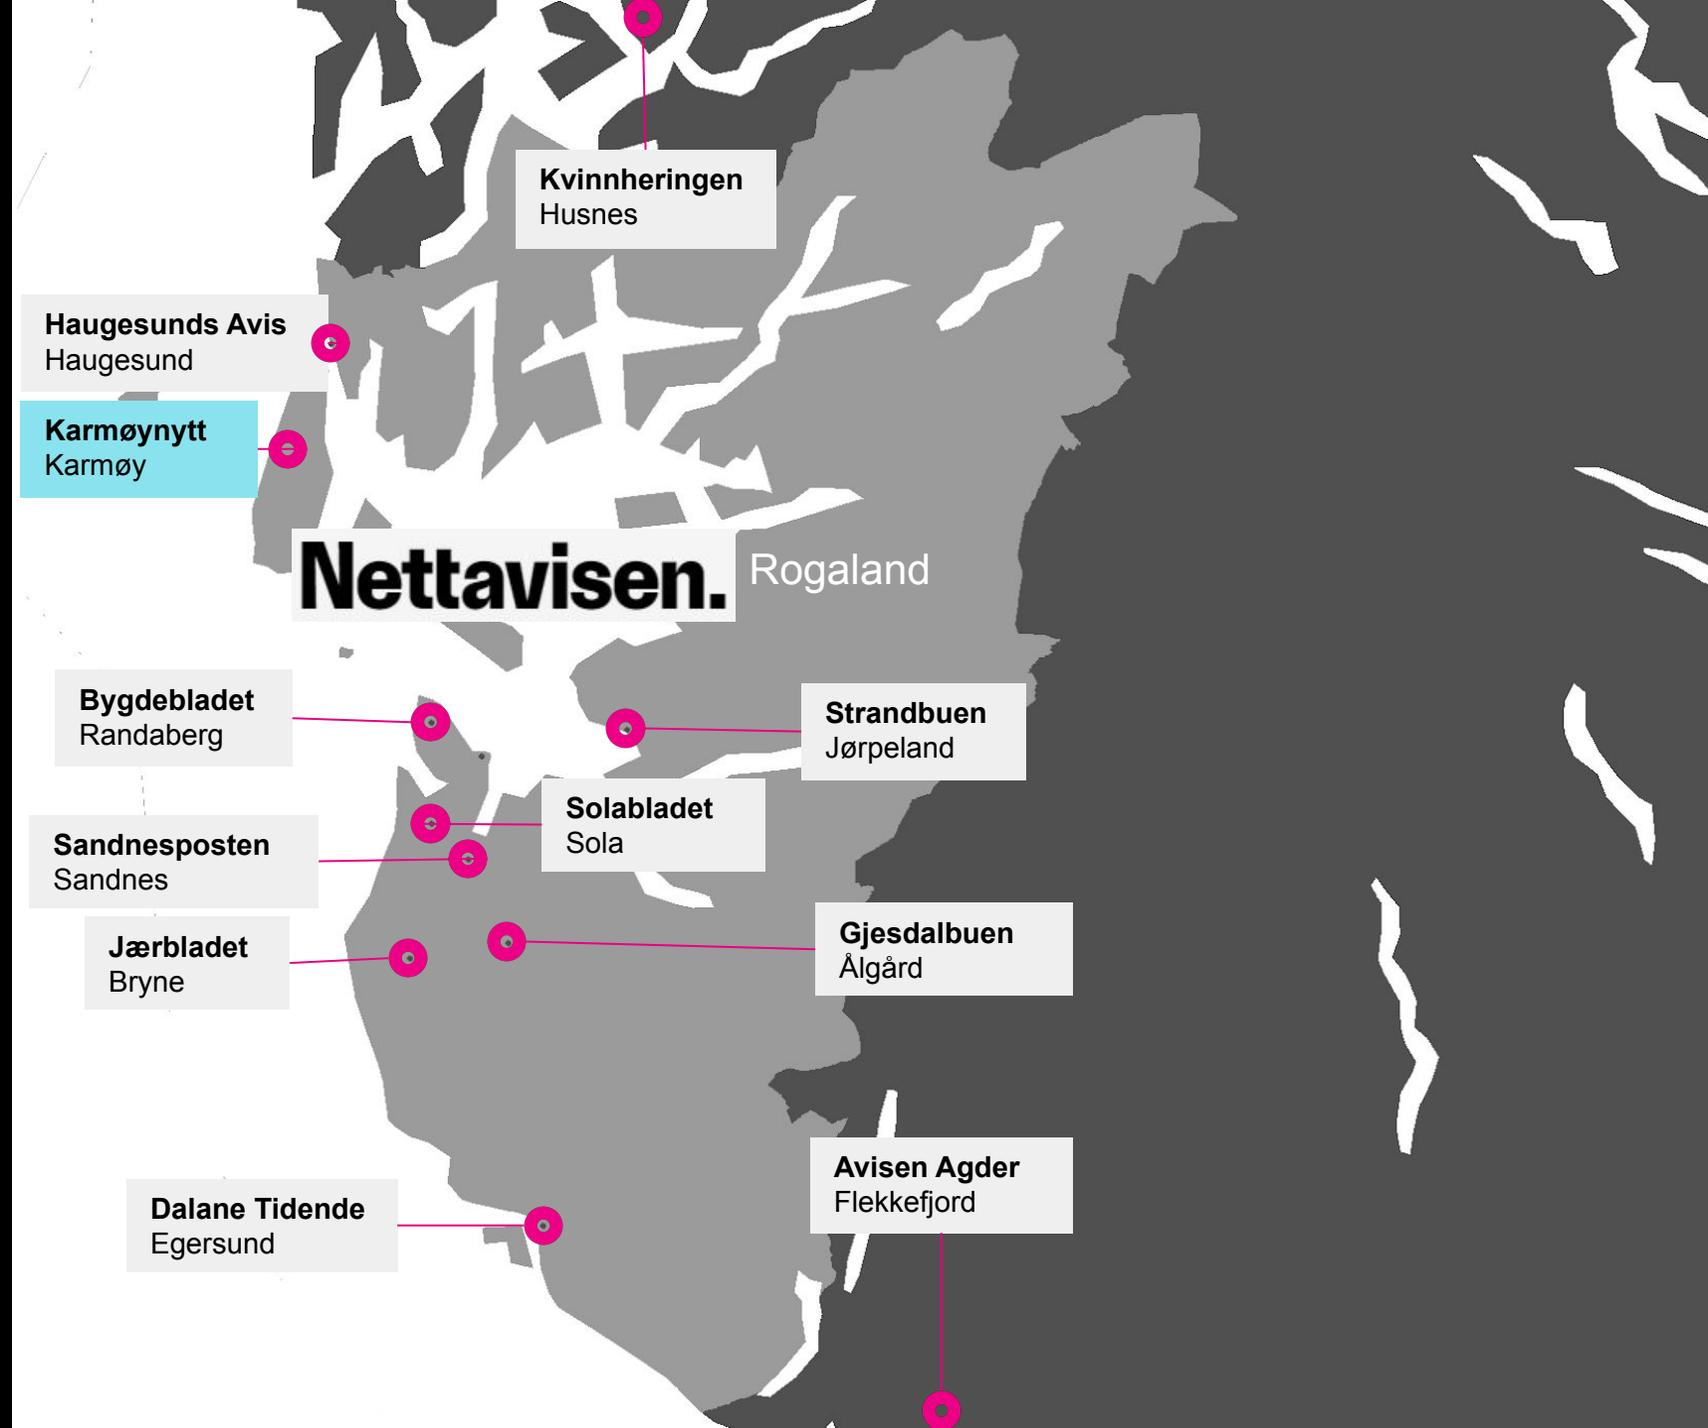 Kvinnheringen
Husnes
Haugesunds Avis
Haugesund
Karmøynytt
Karmøy
Nettavisen.
Rogaland
Bygdebladet
Randaberg
Strandbuen
Jørpeland
Solabladet
Sola
Sandnesposten
Sandnes
Gjesdalbuen
Ålgård
Jærbladet
Bryne
Avisen Agder
Flekkefjord
Dalane Tidende
Egersund